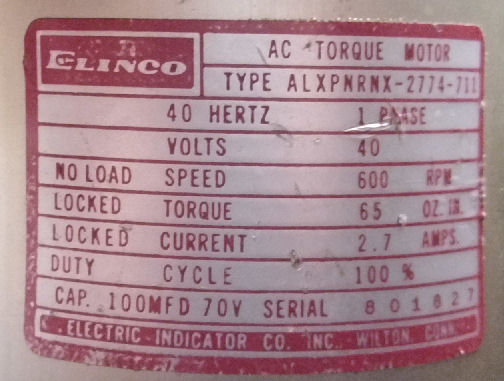 ELINCO
AC TORQUE MOTOR
TYPE ALXPNRNX-2774-711
40 HERTZ 1 PHASE
VOLTS 40
NO LOAD SPEED 600 RPM
LOCKED TORQUE 65 OZ. IN.
LOCKED CURRENT 2.7 AMPS.
DUTY CYCLE 100 %
CAP. 100MFD 70V SERIAL 801827
ELECTRIC INDICATOR CO. INC. WILTON, CONN.